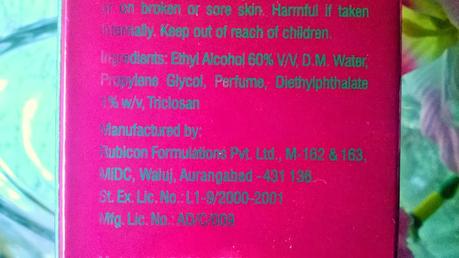 on broken or sore skin. Harmful if taken
internally. Keep out of reach of children.
Ingredients: Ethyl Alcohol 60% V/V, D.M. Water,
Propylene Glycol, Perfume, Diethylphthalate
1% w/v, Triclosan
Manufactured by:
Rubicon Formulations Pvt. Ltd., M-162 & 163,
MIDC, Waluj, Aurangabad - 431 136.
St. Ex. Lic. No.: L1-9/2000-2001
Mfg. Lic. No.: AD/C/009